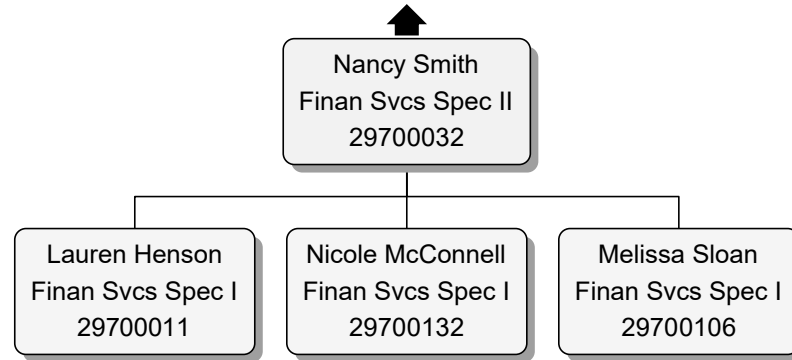 Nancy Smith
Finan Svcs Spec II
29700032
Lauren Henson
Finan Svcs Spec I
29700011
Nicole McConnell
Finan Svcs Spec I
29700132
Melissa Sloan
Finan Svcs Spec I
29700106